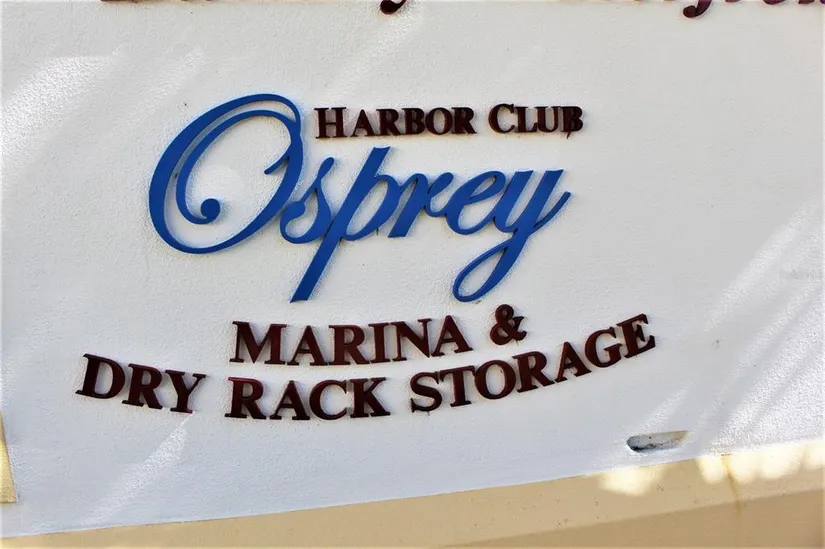 HARBOR CLUB
Osprey
MARINA &
DRY RACK STORAGE